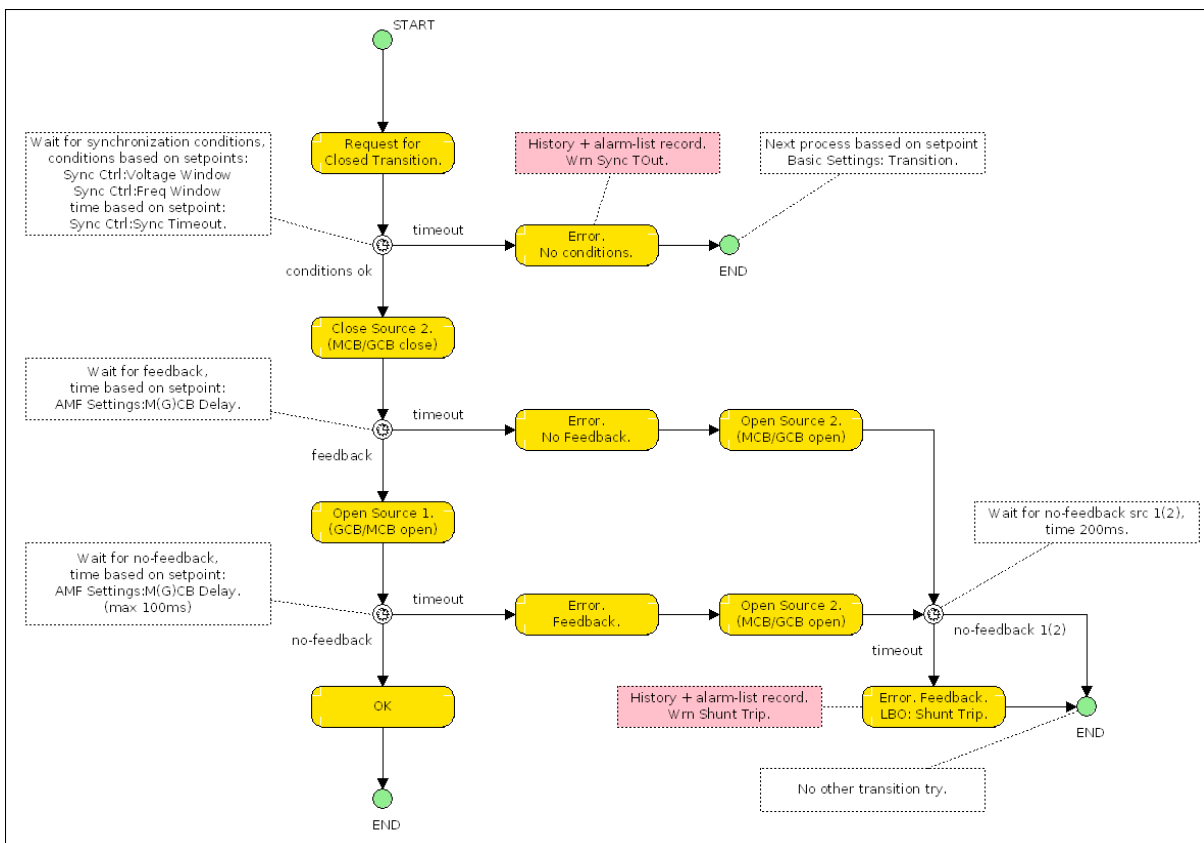 START
Wait for synchronization conditions,
conditions based on setpoints:
Sync Ctrl:Voltage Window
Sync Ctrl:Freq Window
time based on setpoint:
Sync Ctrl:Sync Timeout.
Request for
Closed Transition.
History + alarm-list record.
Wrn Sync TOut.
Next process bassed on setpoint
Basic Settings: Transition.
timeout
Error.
No conditions.
END
conditions ok
Close Source 2.
(MCB/GCB close)
Wait for feedback,
time based on setpoint:
AMF Settings:M(G)CB Delay.
timeout
Error.
No Feedback.
Open Source 2.
(MCB/GCB open)
feedback
Open Source 1.
(GCB/MCB open)
Wait for no-feedback src 1(2),
time 200ms.
Wait for no-feedback,
time based on setpoint:
AMF Settings:M(G)CB Delay.
(max 100ms)
timeout
Error.
Feedback.
Open Source 2.
(MCB/GCB open)
no-feedback 1(2)
no-feedback
timeout
OK
History + alarm-list record.
Wrn Shunt Trip.
Error. Feedback.
LBO: Shunt Trip.
END
No other transition try.
END